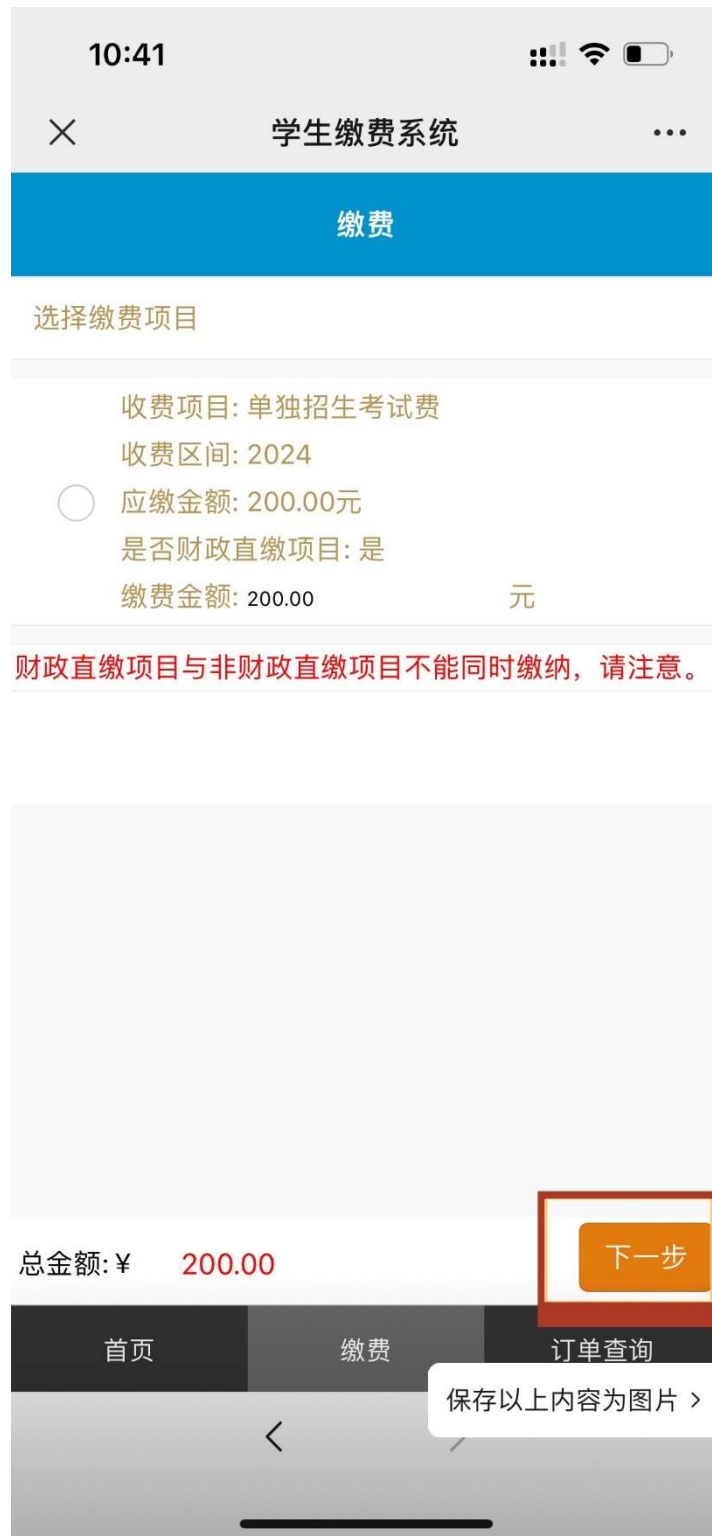 10:41
学生缴费系统
缴费
选择缴费项目
收费项目: 单独招生考试费
收费区间: 2024
应缴金额: 200.00元
是否财政直缴项目: 是
缴费金额: 200.00 元
财政直缴项目与非财政直缴项目不能同时缴纳，请注意。
总金额:¥ 200.00 下一步
首页 缴费 订单查询
保存以上内容为图片 >